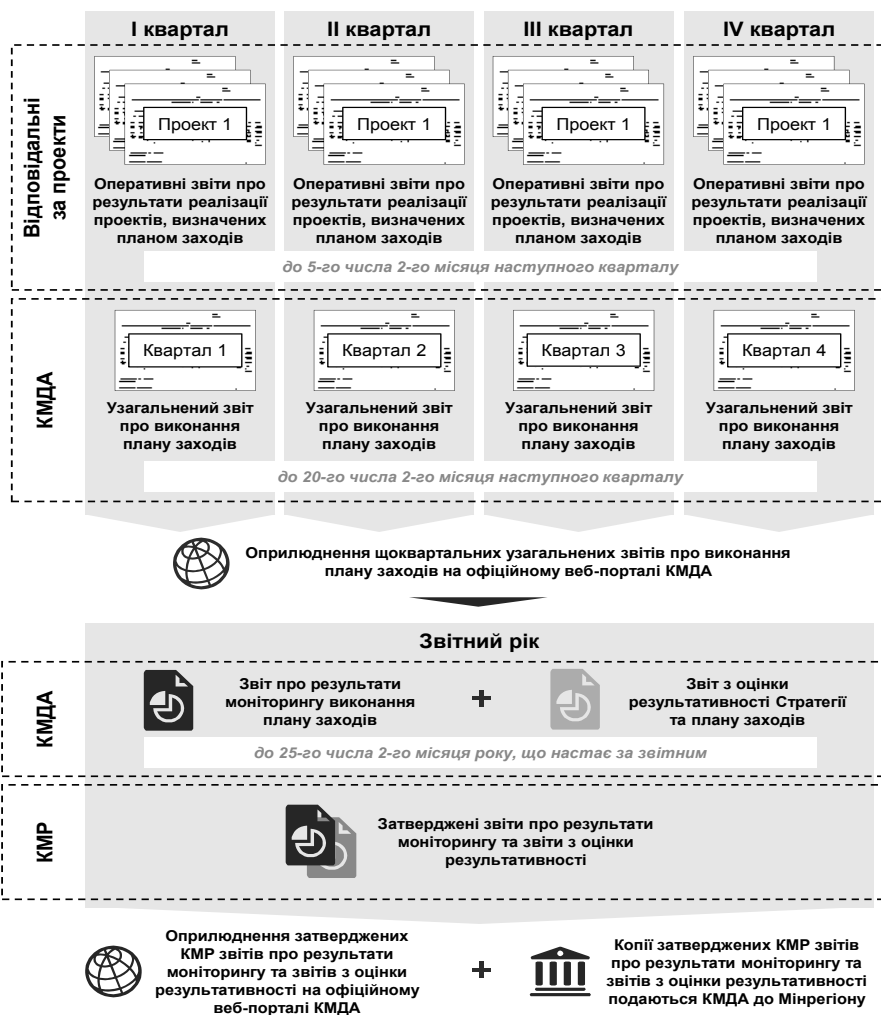 I квартал
II квартал
III квартал
IV квартал
Відповідальні
за проекти
Проект 1
Проект 1
Проект 1
Проект 1
Оперативні звіти про
результати реалізації
проектів, визначених
планом заходів
Оперативні звіти про
результати реалізації
проектів, визначених
планом заходів
Оперативні звіти про
результати реалізації
проектів, визначених
планом заходів
Оперативні звіти про
результати реалізації
проектів, визначених
планом заходів
до 5-го числа 2-го місяця наступного кварталу
КМДА
Квартал 1
Квартал 2
Квартал 3
Квартал 4
Узагальнений звіт
про виконання
плану заходів
Узагальнений звіт
про виконання
плану заходів
Узагальнений звіт
про виконання
плану заходів
Узагальнений звіт
про виконання
плану заходів
до 20-го числа 2-го місяця наступного кварталу
Оприлюднення щоквартальних узагальнених звітів про виконання
плану заходів на офіційному веб-порталі КМДА
Звітний рік
КМДА
Звіт про результати
моніторингу виконання
плану заходів
+
Звіт з оцінки
результативності Стратегії
та плану заходів
до 25-го числа 2-го місяця року, що настає за звітним
КМР
Затверджені звіти про результати
моніторингу та звіти з оцінки
результативності
Оприлюднення затверджених
КМР звітів про результати
моніторингу та звітів з оцінки
результативності на офіційному
веб-порталі КМДА
+
Копії затверджених КМР звітів
про результати моніторингу та
звітів з оцінки результативності
подаються КМДА до Мінрегіону